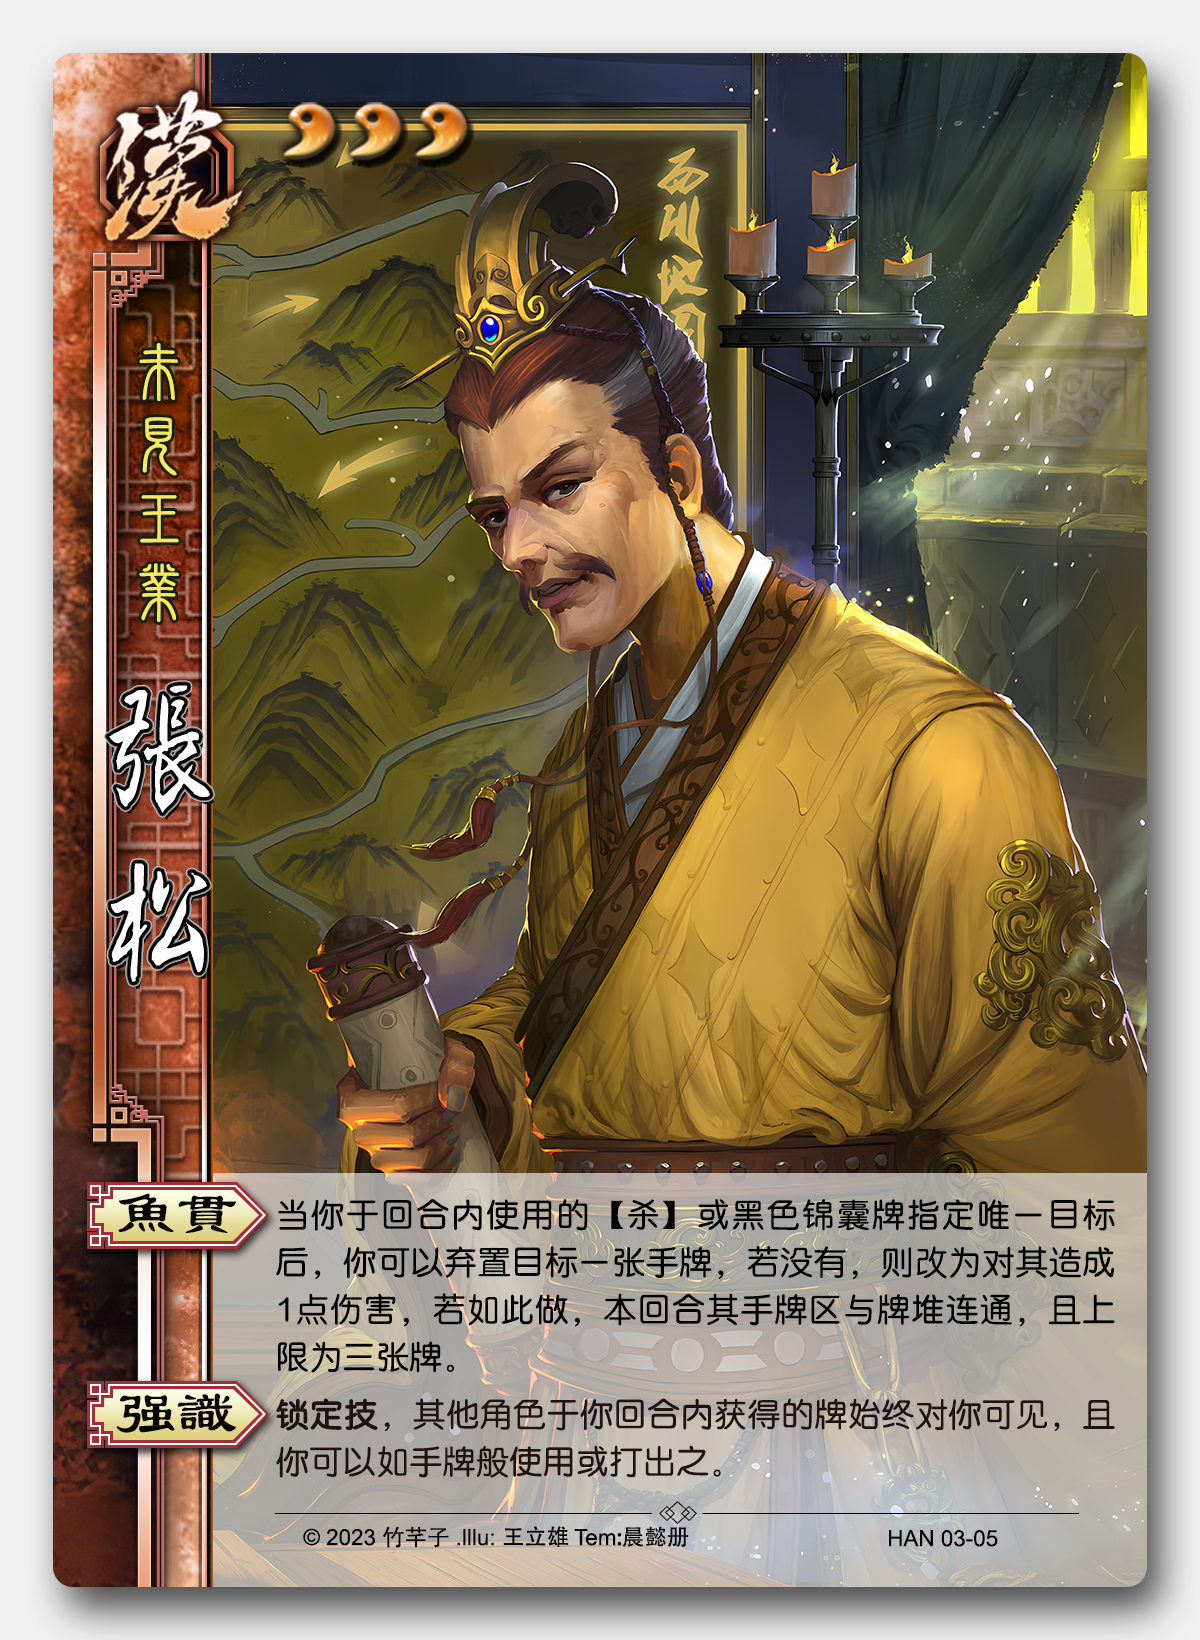 漢
西川地图
未見王業
張松
魚貫
当你于回合内使用的【杀】或黑色锦囊牌指定唯一目标
后，你可以弃置目标一张手牌，若没有，则改为对其造成
1点伤害，若如此做，本回合其手牌区与牌堆连通，且上
限为三张牌。
强識
锁定技，其他角色于你回合内获得的牌始终对你可见，且
你可以如手牌般使用或打出之。
© 2023 竹芊子 .Illu: 王立雄 Tem:晨懿册
HAN 03-05